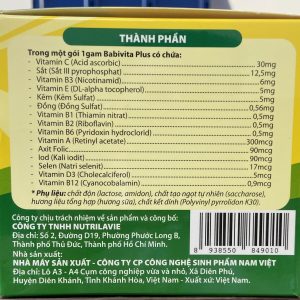 THÀNH PHẦN
Trong một gói 1gam Babivita Plus có chứa:
- Vitamin C (Acid ascorbic) 30mg
- Sắt (Sắt III pyrophosphat) 12,5mg
- Vitamin B3 (Nicotinamid) 6mg
- Vitamin E (DL-alpha tocopherol) 5mg
- Kẽm (Kẽm Sulfat) 5mg
- Đồng (Đồng Sulfat) 0,56mg
- Vitamin B1 (Thiamin nitrat) 0,5mg
- Vitamin B2 (Riboflavin) 0,5mg
- Vitamin B6 (Pyridoxin hydroclorid) 0,5mg
- Vitamin A (Retinyl acetate) 300mcg
- Axit Folic 90mcg
- Iod (Kali iodit) 90mcg
- Selen (Natri selenit) 17mcg
- Vitamin D3 (Cholecalciferol) 5mcg
- Vitamin B12 (Cyanocobalamin) 0,9mcg
* Phụ liệu: chất độn (lactose, amidon), chất tạo ngọt tự nhiên (saccharose),
hương liệu tổng hợp (hương sữa), chất kết dính (Polyvinyl pyrrolidon K30).
Công ty chịu trách nhiệm về sản phẩm và công bố:
CÔNG TY TNHH NUTRILAVIE
Địa chỉ: Số 2, Đường D19, Phường Phước Long B,
Thành phố Thủ Đức, Thành phố Hồ Chí Minh.
Nhà sản xuất:
NHÀ MÁY SẢN XUẤT - CÔNG TY CP CÔNG NGHỆ SINH PHẨM NAM VIỆT
Địa chỉ: Lô A3 - A4 Cụm công nghiệp vừa và nhỏ, Xã Diên Phú,
Huyện Diên Khánh, Tỉnh Khánh Hòa, Việt Nam - Xuất xứ: Việt Nam.
8 938550 849010